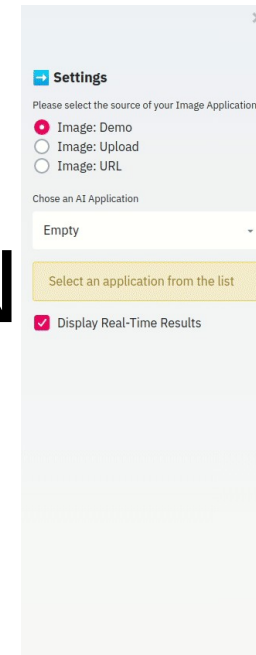 Settings
Please select the source of your Image Application
Image: Demo
Image: Upload
Image: URL
Chose an AI Application
Empty
Select an application from the list
Display Real-Time Results